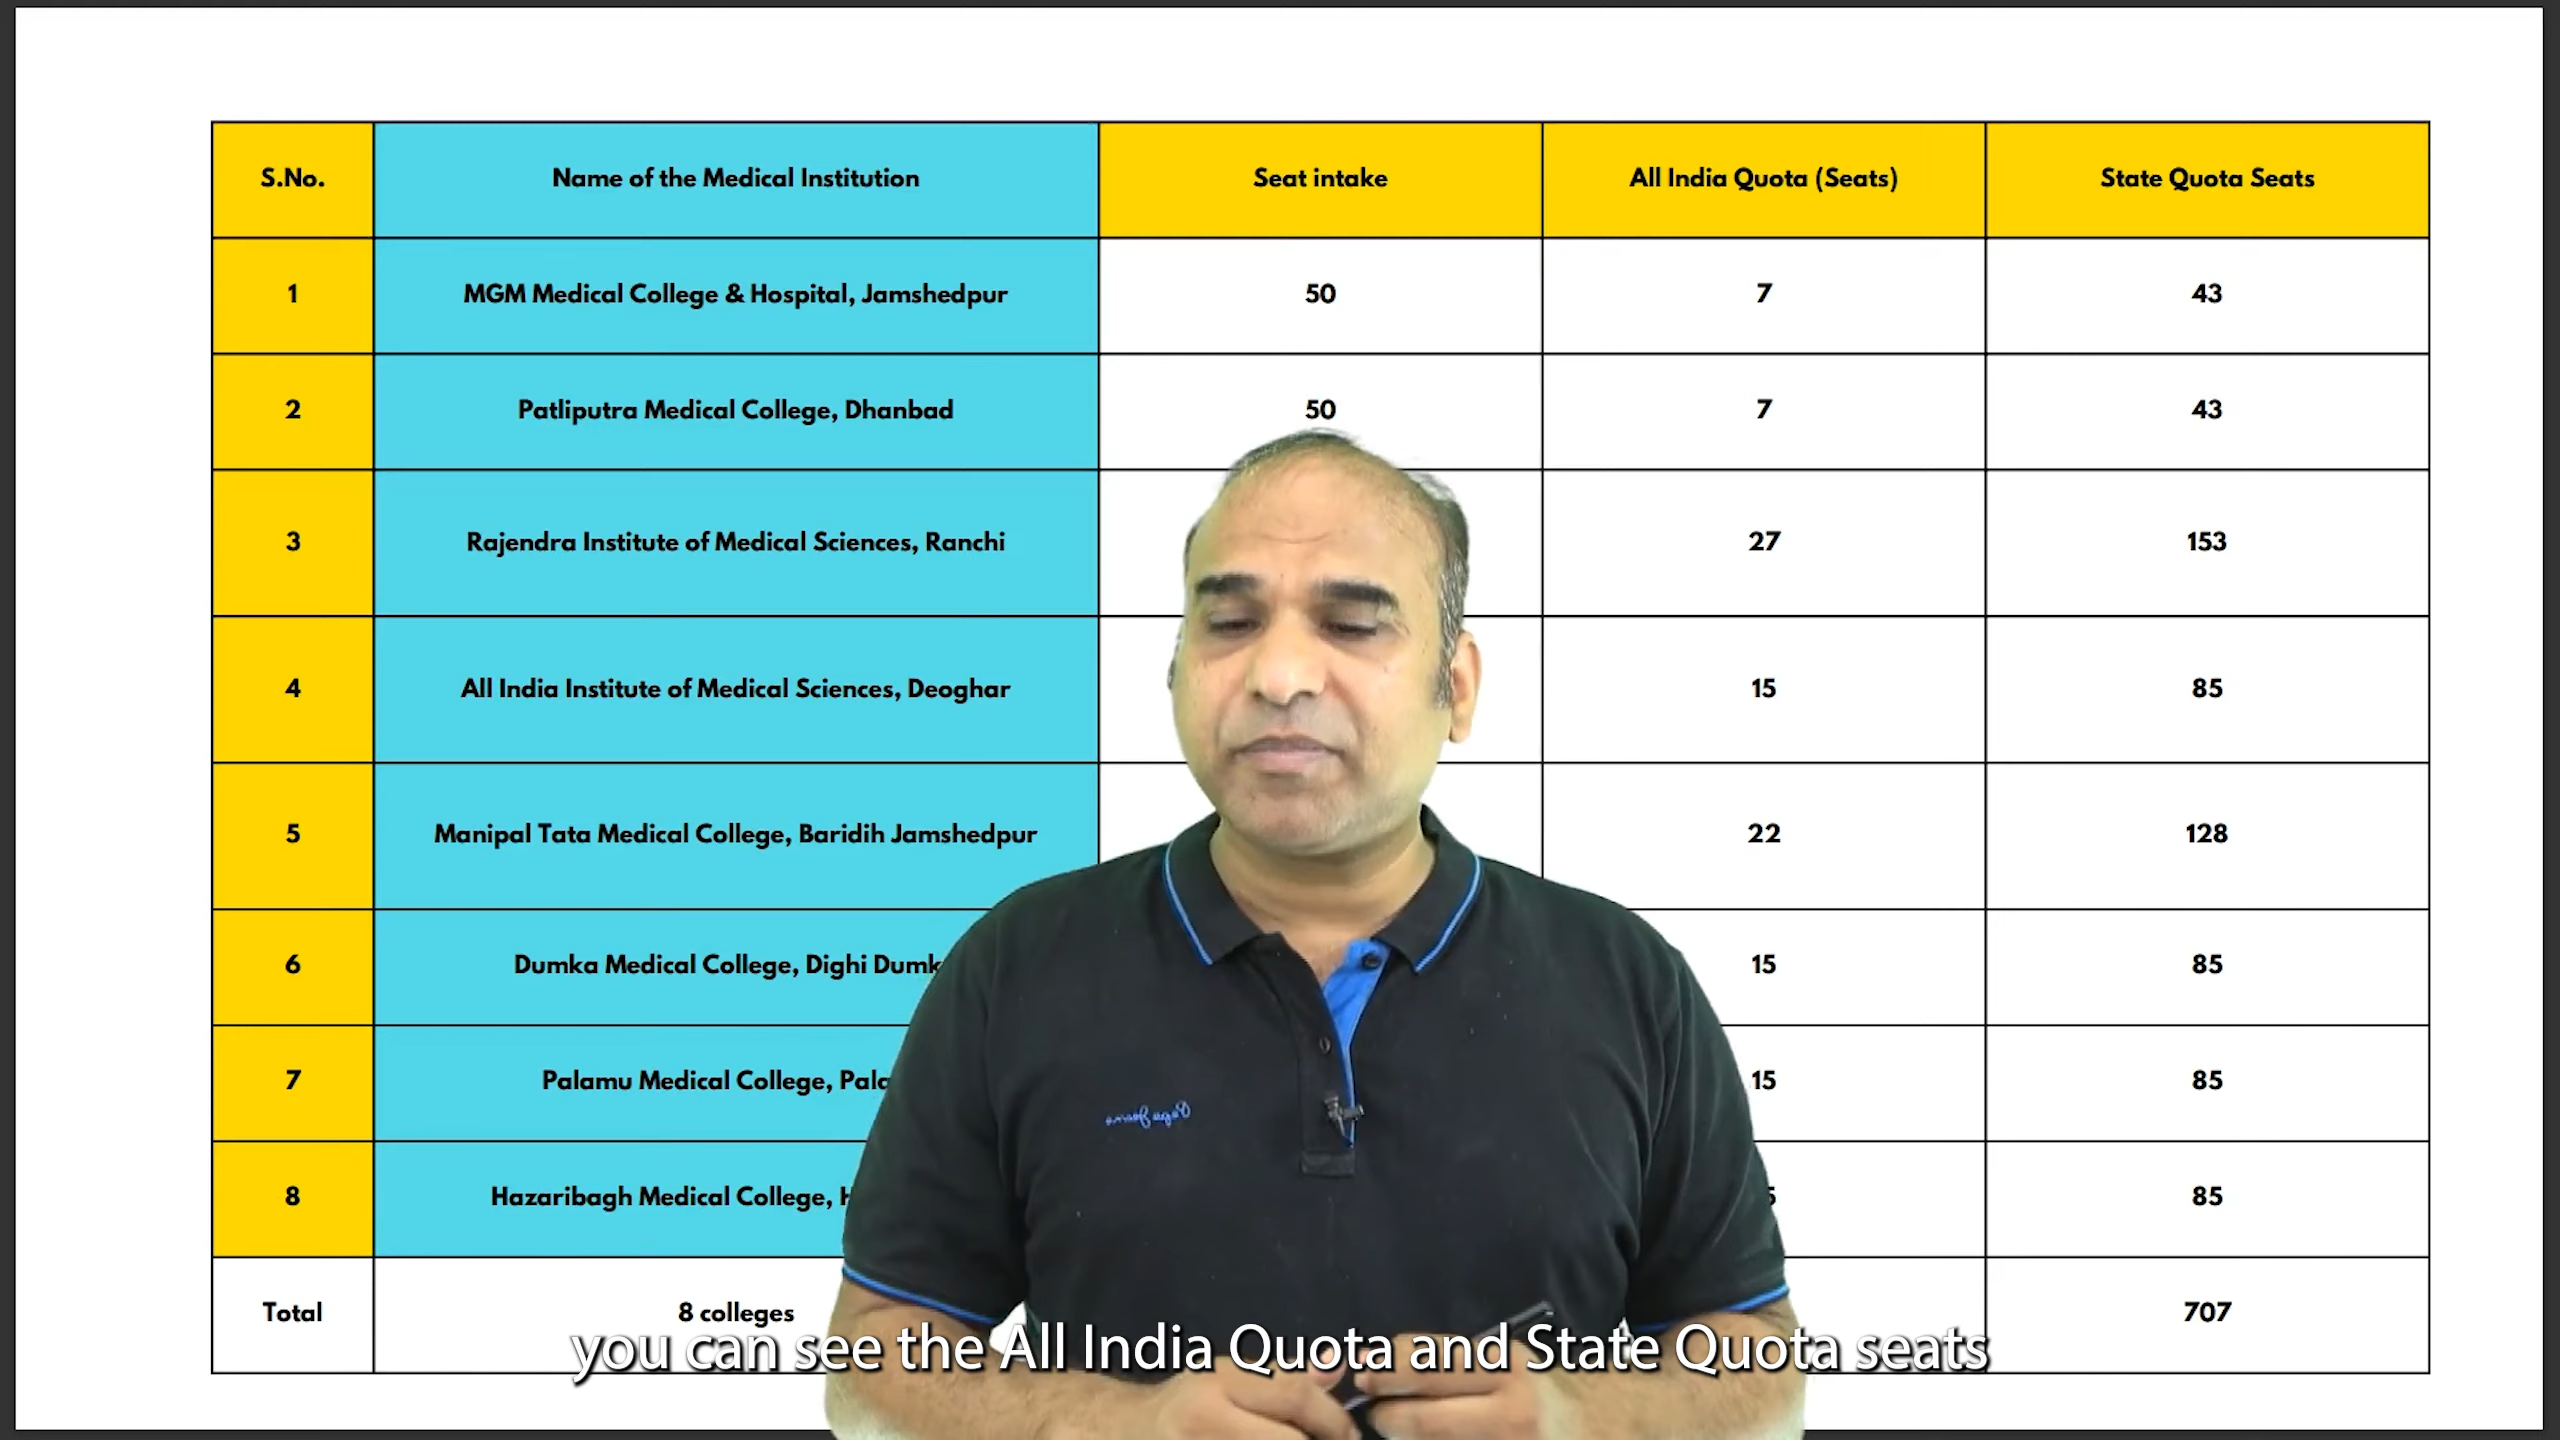 S.No. Name of the Medical Institution Seat intake All India Quota (Seats) State Quota Seats
1 MGM Medical College & Hospital, Jamshedpur 50 7 43
2 Patliputra Medical College, Dhanbad 50 7 43
3 Rajendra Institute of Medical Sciences, Ranchi 27 153
4 All India Institute of Medical Sciences, Deoghar 15 85
5 Manipal Tata Medical College, Baridih Jamshedpur 22 128
6 Dumka Medical College, Dighi 15 85
7 Palamu Medical College, 15 85
8 Hazaribagh Medical College, 85
Total 8 colleges 707
you can see the All India Quota and State Quota seats